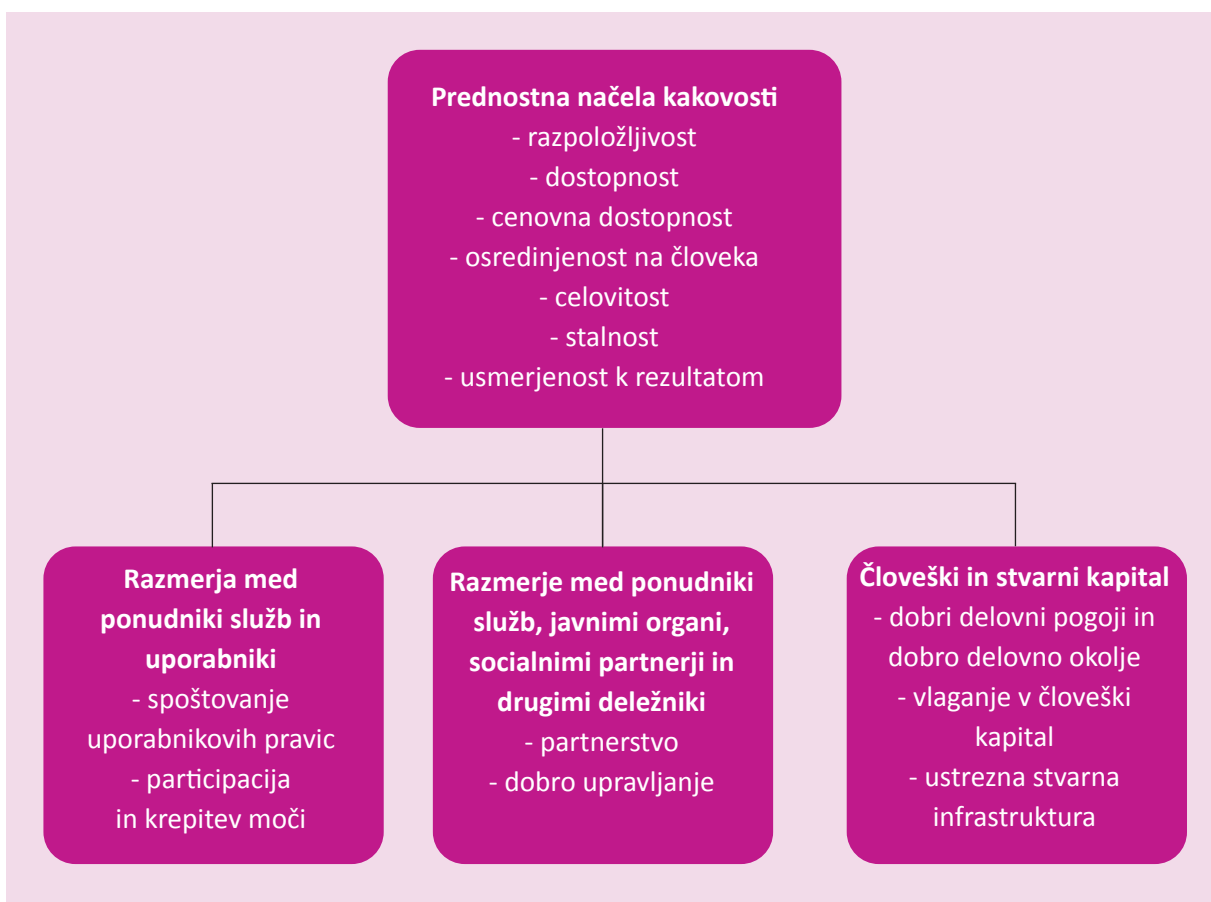 Prednostna načela kakovosti
- razpoložljivost
- dostopnost
- cenovna dostopnost
- osredinjenost na človeka
- celovitost
- stalnost
- usmerjenost k rezultatom
Razmerja med
ponudniki služb in
uporabniki
- spoštovanje
uporabnikovih pravic
- participacija
in krepitev moči
Razmerje med ponudniki
služb, javnimi organi,
socialnimi partnerji in
drugimi deležniki
- partnerstvo
- dobro upravljanje
Človeški in stvarni kapital
- dobri delovni pogoji in
dobro delovno okolje
- vlaganje v človeški
kapital
- ustrezna stvarna
infrastruktura